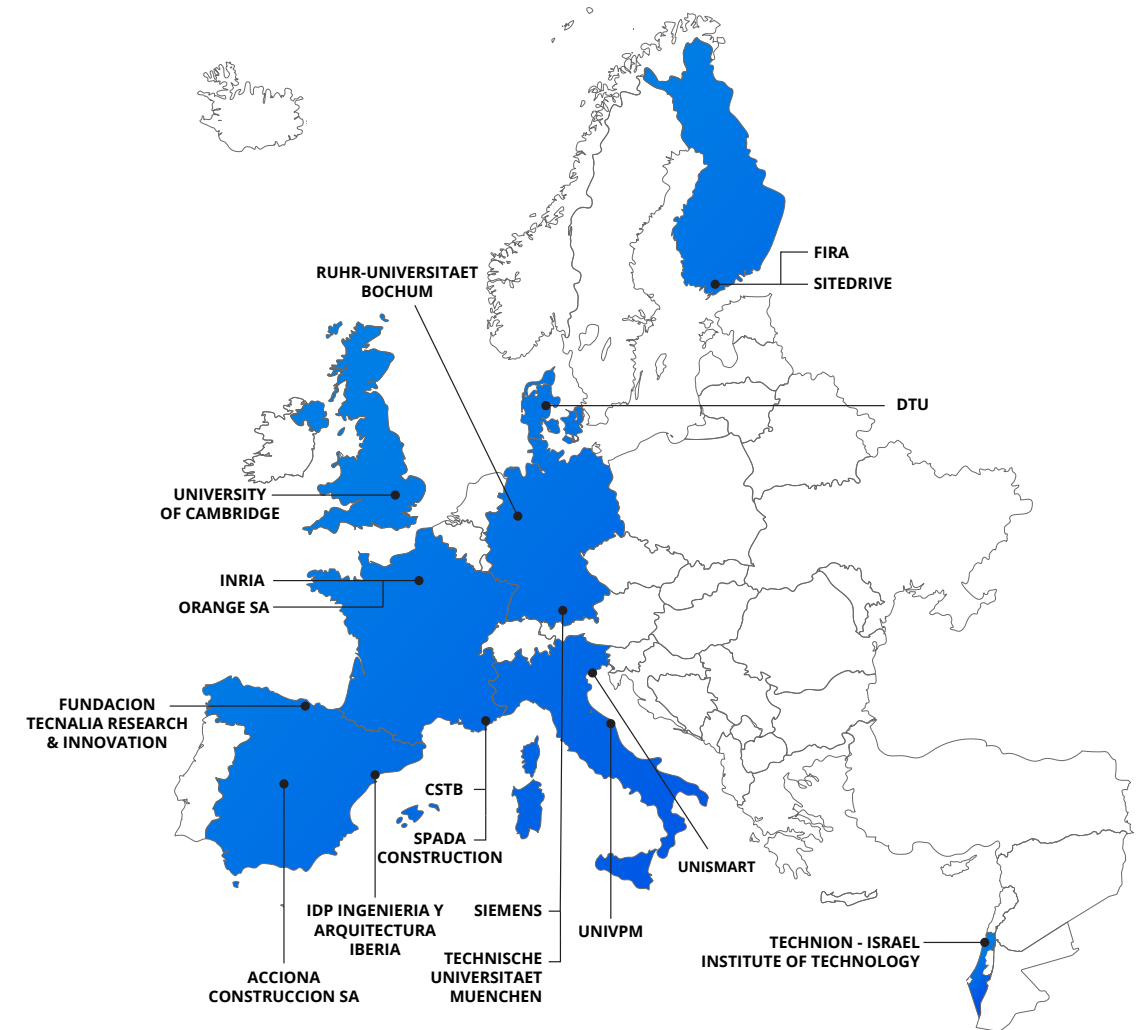 FIRA
SITEDRIVE
RUHR-UNIVERSITAET
BOCHUM
DTU
UNIVERSITY
OF CAMBRIDGE
INRIA
ORANGE SA
FUNDACION
TECNALIA RESEARCH
& INNOVATION
CSTB
SPADA
CONSTRUCTION
UNISMART
IDP INGENIERIA Y
ARQUITECTURA
IBERIA
SIEMENS
UNIVPM
TECHNION - ISRAEL
INSTITUTE OF TECHNOLOGY
TECHNISCHE
UNIVERSITAET
MUENCHEN
ACCIONA
CONSTRUCCION SA